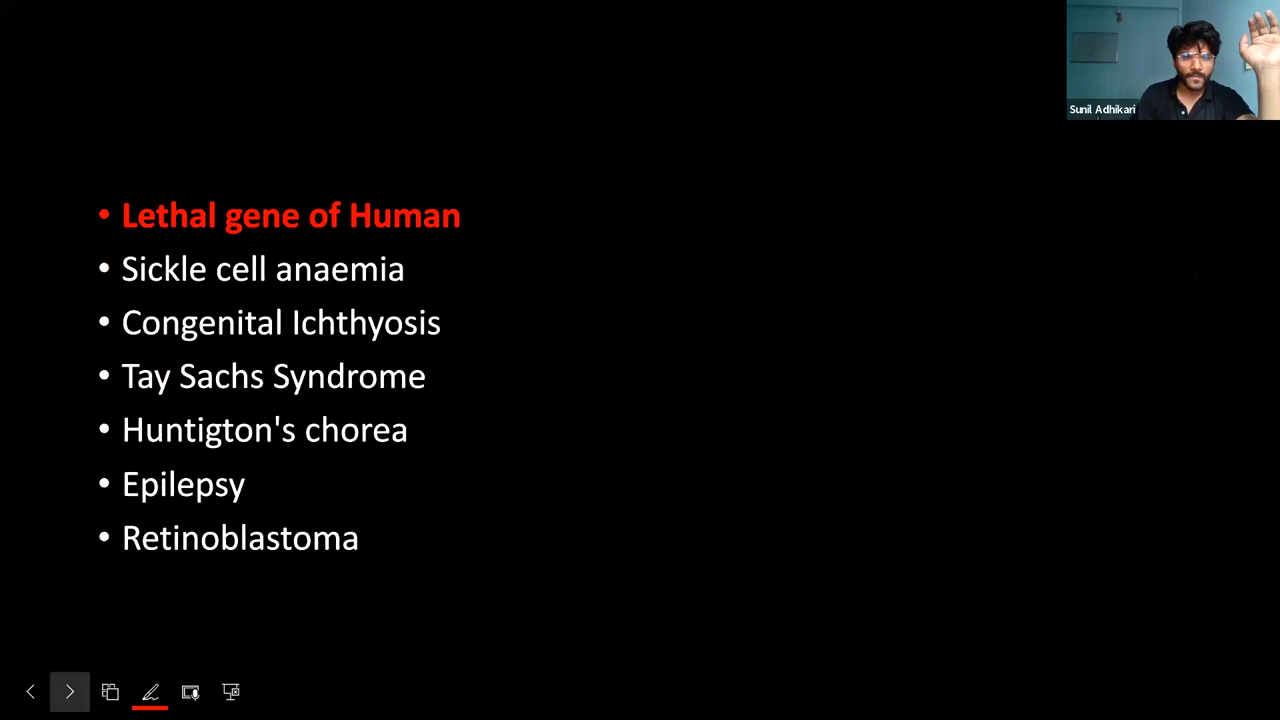 Sunil Adhikari
• Lethal gene of Human
• Sickle cell anaemia
• Congenital Ichthyosis
• Tay Sachs Syndrome
• Huntigton's chorea
• Epilepsy
• Retinoblastoma